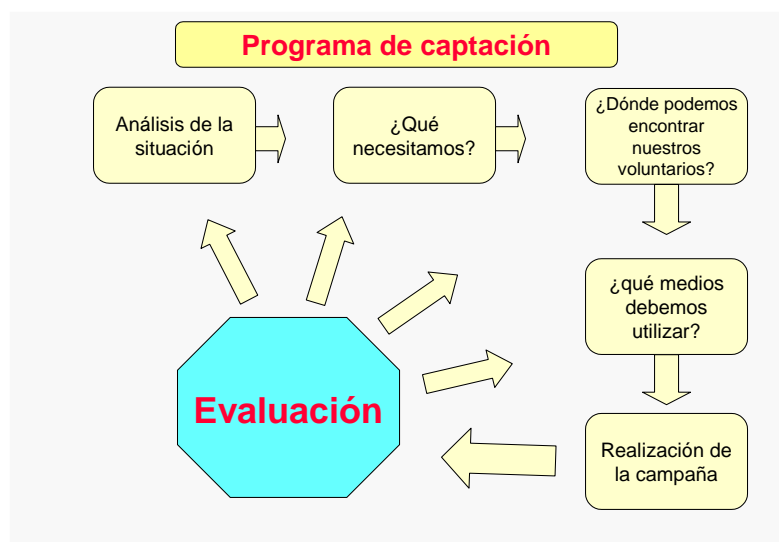 Programa de captación
Análisis de la
situación
¿Qué
necesitamos?
¿Dónde podemos
encontrar
nuestros
voluntarios?
¿qué medios
debemos
utilizar?
Evaluación
Realización de
la campaña